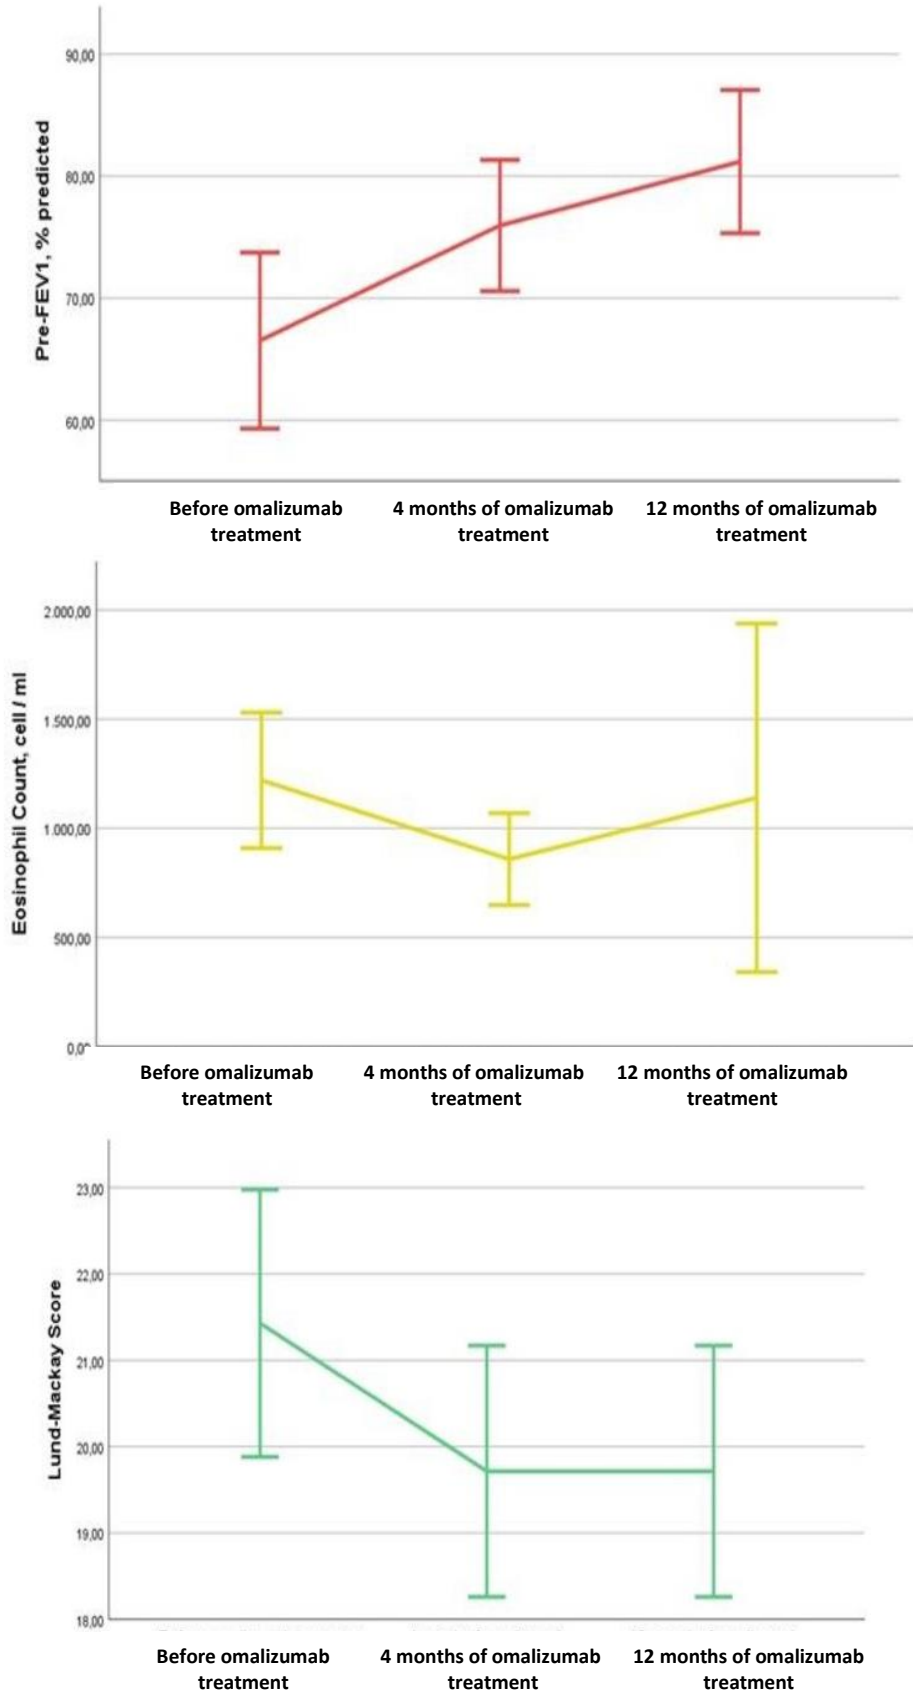 90,00
80,00
70,00
60,00
Pre-FEV1, % predicted
Before omalizumab
treatment
4 months of omalizumab
treatment
12 months of omalizumab
treatment
2.000,00
1.500,00
1.000,00
500,00
Eosinophil Count, cell / ml
Before omalizumab
treatment
4 months of omalizumab
treatment
12 months of omalizumab
treatment
23,00
22,00
21,00
20,00
19,00
18,00
Lund-Mackay Score
Before omalizumab
treatment
4 months of omalizumab
treatment
12 months of omalizumab
treatment